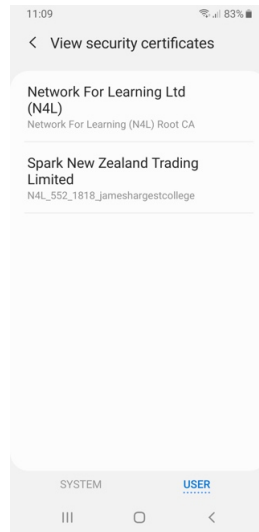 11:09 83%
View security certificates
Network For Learning Ltd
(N4L)
Network For Learning (N4L) Root CA
Spark New Zealand Trading
Limited
N4L_552_1818_jameshargestcollege
SYSTEM USER